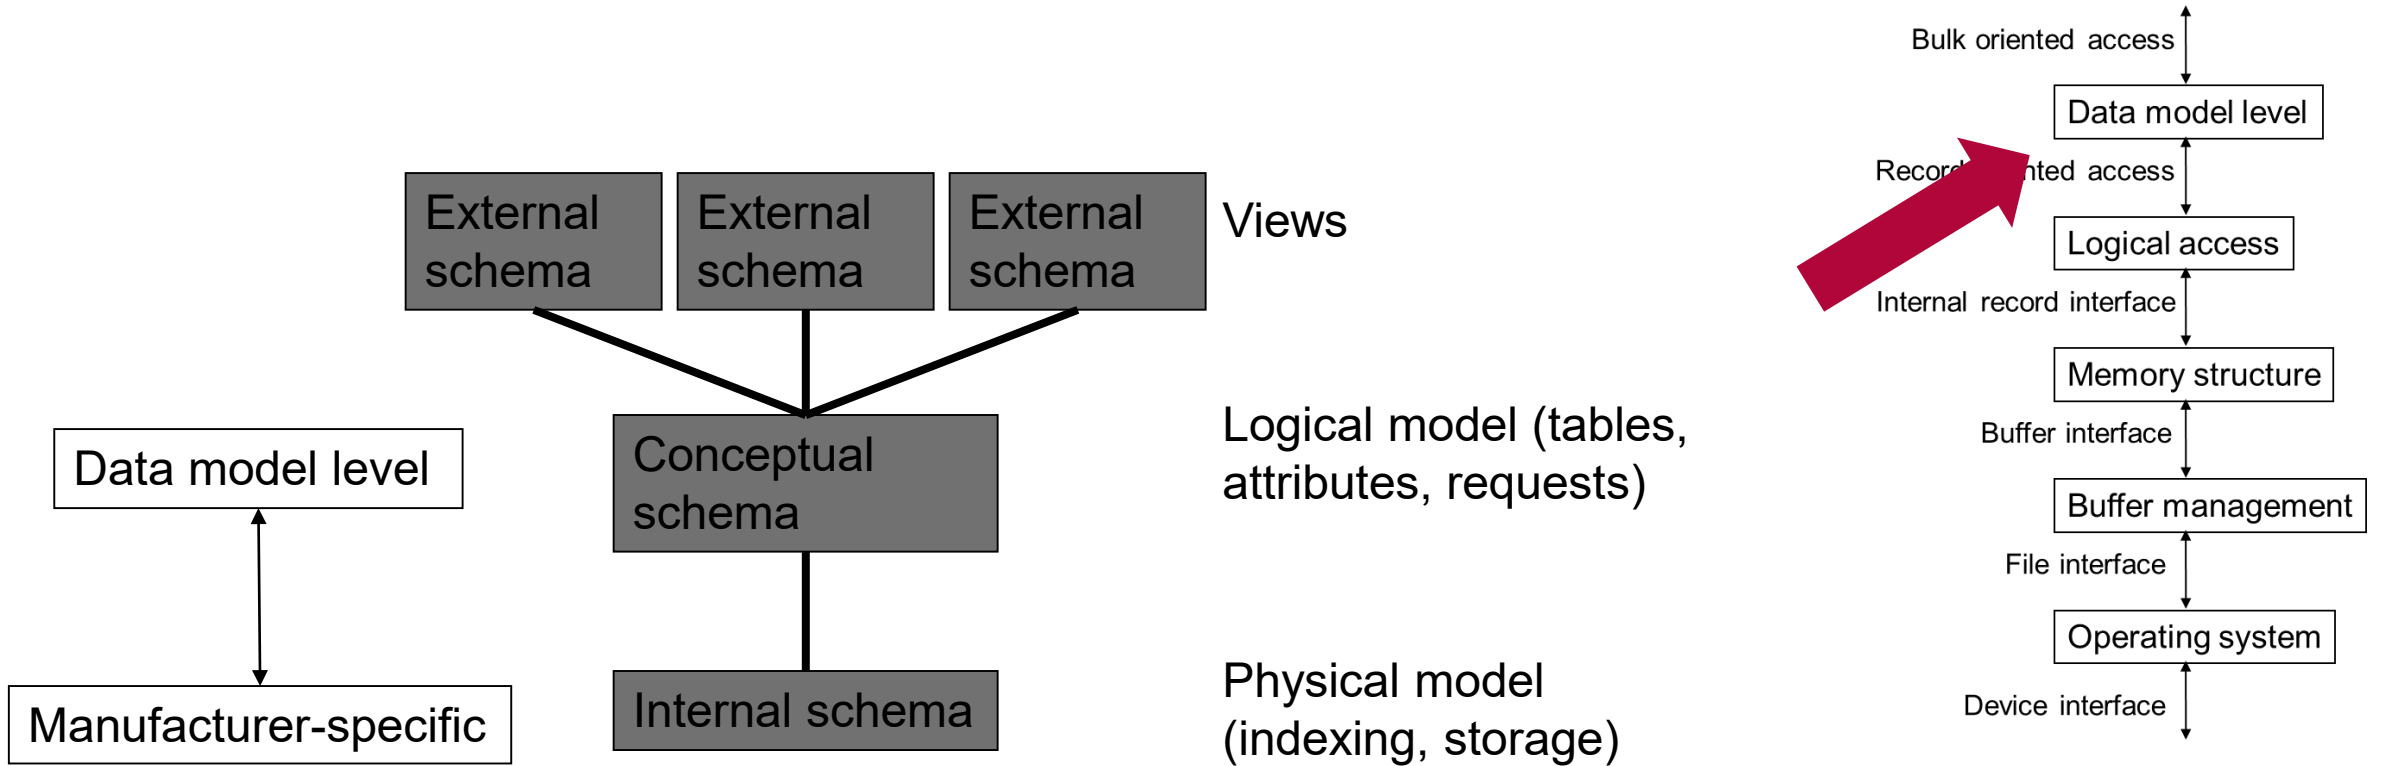 External
schema
External
schema
External
schema
Views
Data model level
Conceptual
schema
Logical model (tables,
attributes, requests)
Manufacturer-specific
Internal schema
Physical model
(indexing, storage)
Bulk oriented access
Data model level
access
Logical access
Internal record interface
Memory structure
Buffer interface
Buffer management
File interface
Operating system
Device interface